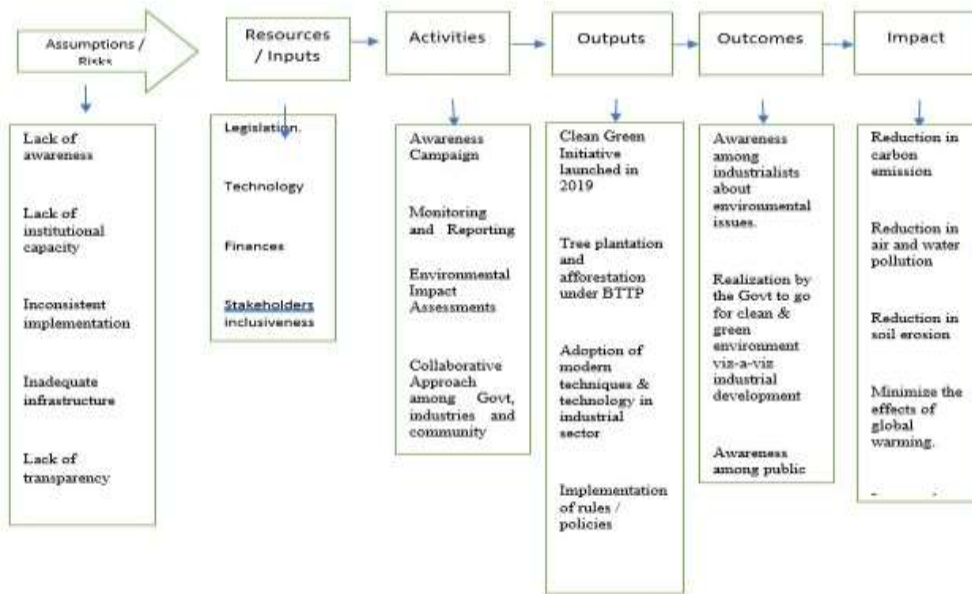 Assumptions /
Risks
Resources
/ Inputs
Activities
Outputs
Outcomes
Impact
Lack of
awareness
Lack of
institutional
capacity
Inconsistent
implementation
Inadequate
infrastructure
Lack of
transparency
Legislation.
Technology
Finances
Stakeholders
inclusiveness
Awareness
Campaign
Monitoring
and Reporting
Environmental
Impact
Assessments
Collaborative
Approach
among Govt,
industries and
community
Clean Green
Initiative
launched in
2019
Tree plantation
and
afforestation
under BTTP
Adoption of
modern
techniques &
technology in
industrial
sector
Implementation
of rules /
policies
Awareness
among
industrialists
about
environmental
issues.
Realization by
the Govt to go
for clean &
green
environment
viz-a-viz
industrial
development
Awareness
among public
Reduction in
carbon
emission
Reduction in
air and water
pollution
Reduction in
soil erosion
Minimize the
effects of
global
warming.